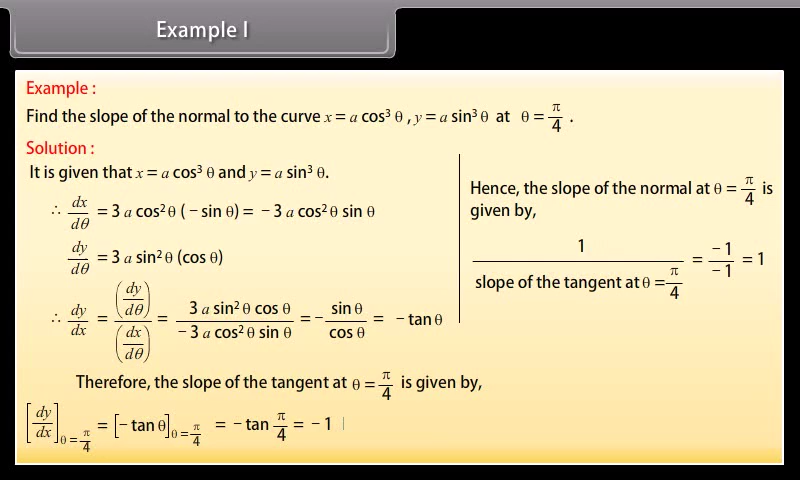 Example I
Example :
Find the slope of the normal to the curve x = a cos³ θ , y = a sin³ θ at θ = π/4 .
Solution :
It is given that x = a cos³ θ and y = a sin³ θ.
∴ dx/dθ = 3 a cos² θ ( − sin θ) = − 3 a cos² θ sin θ
dy/dθ = 3 a sin² θ (cos θ)
∴ dy/dx = (dy/dθ)/(dx/dθ) = 3 a sin² θ cos θ / − 3 a cos² θ sin θ = − sin θ/cos θ = − tan θ
Therefore, the slope of the tangent at θ = π/4 is given by,
[dy/dx]θ = π/4 = [− tan θ]θ = π/4 = − tan π/4 = − 1
Hence, the slope of the normal at θ = π/4 is
given by,
1 / slope of the tangent at θ = π/4 = − 1/− 1 = 1